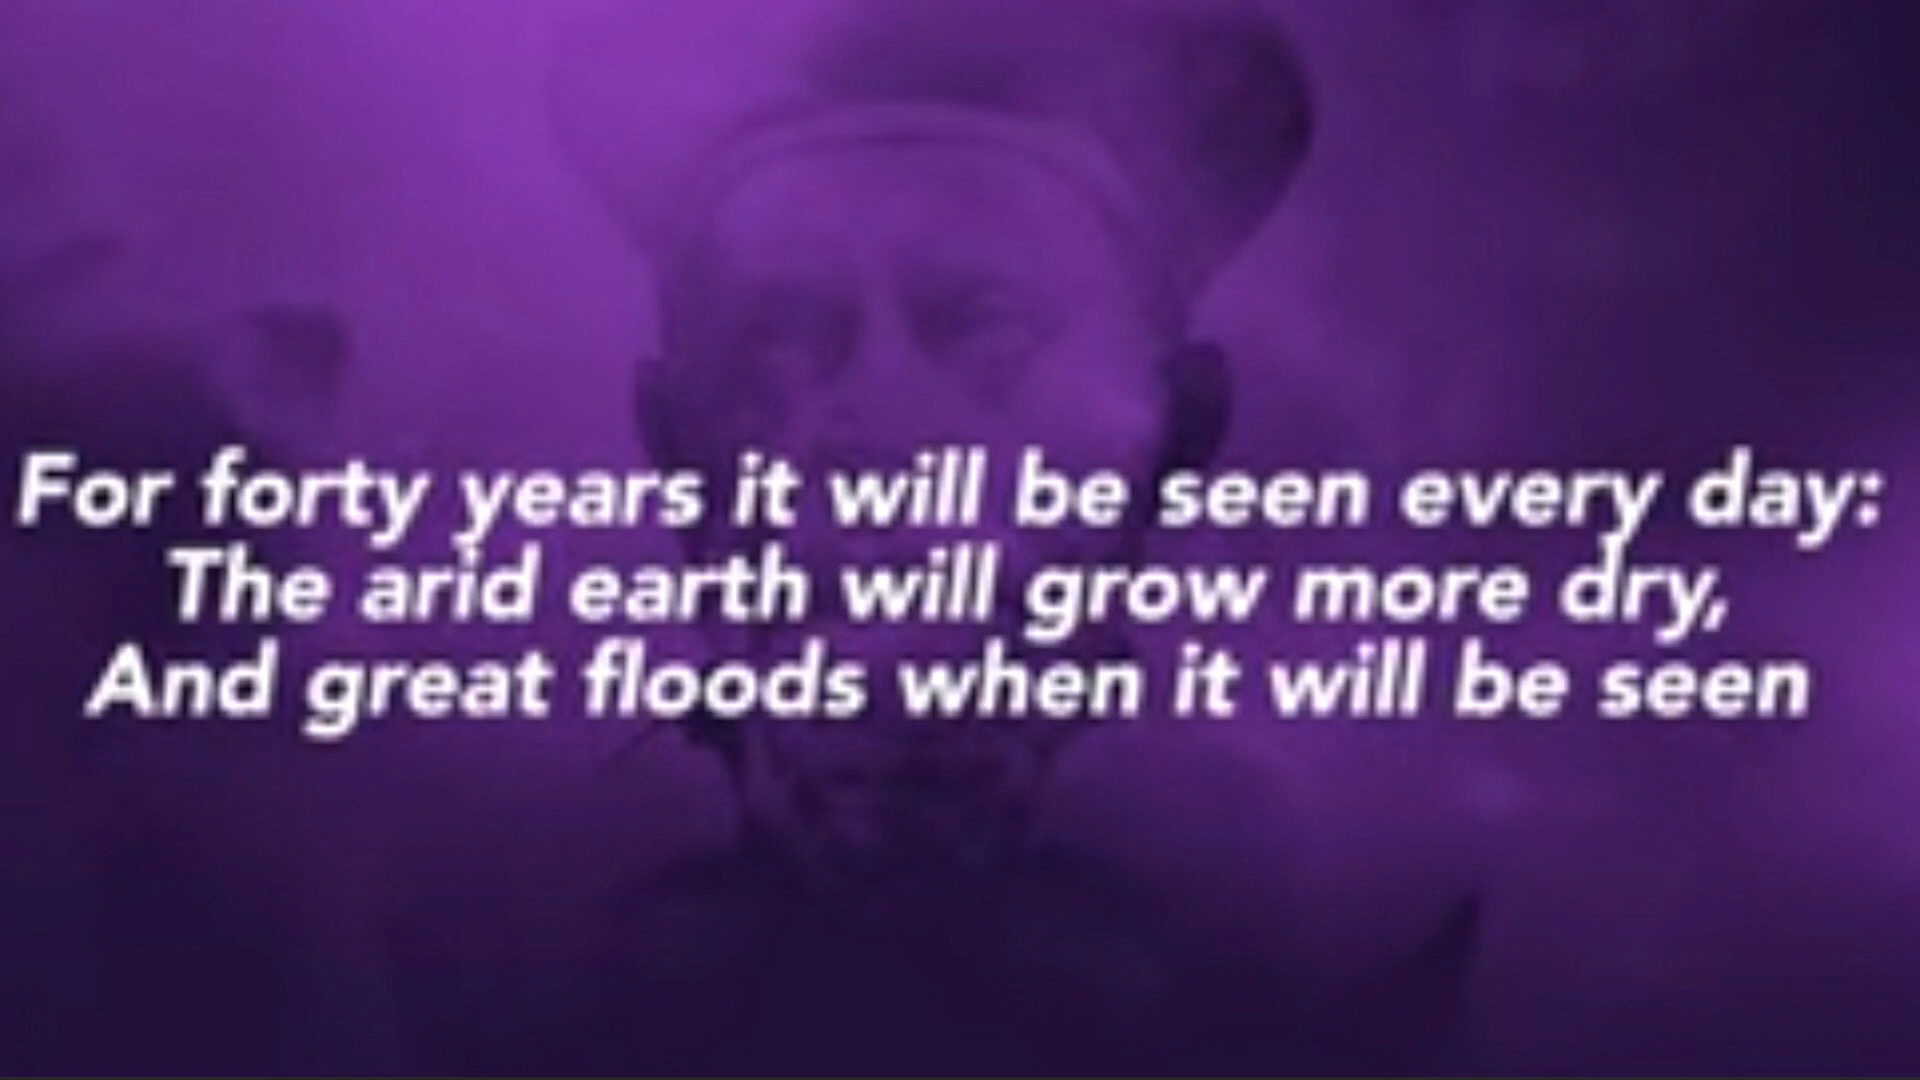 For forty years it will be seen every day:
The arid earth will grow more dry,
And great floods when it will be seen